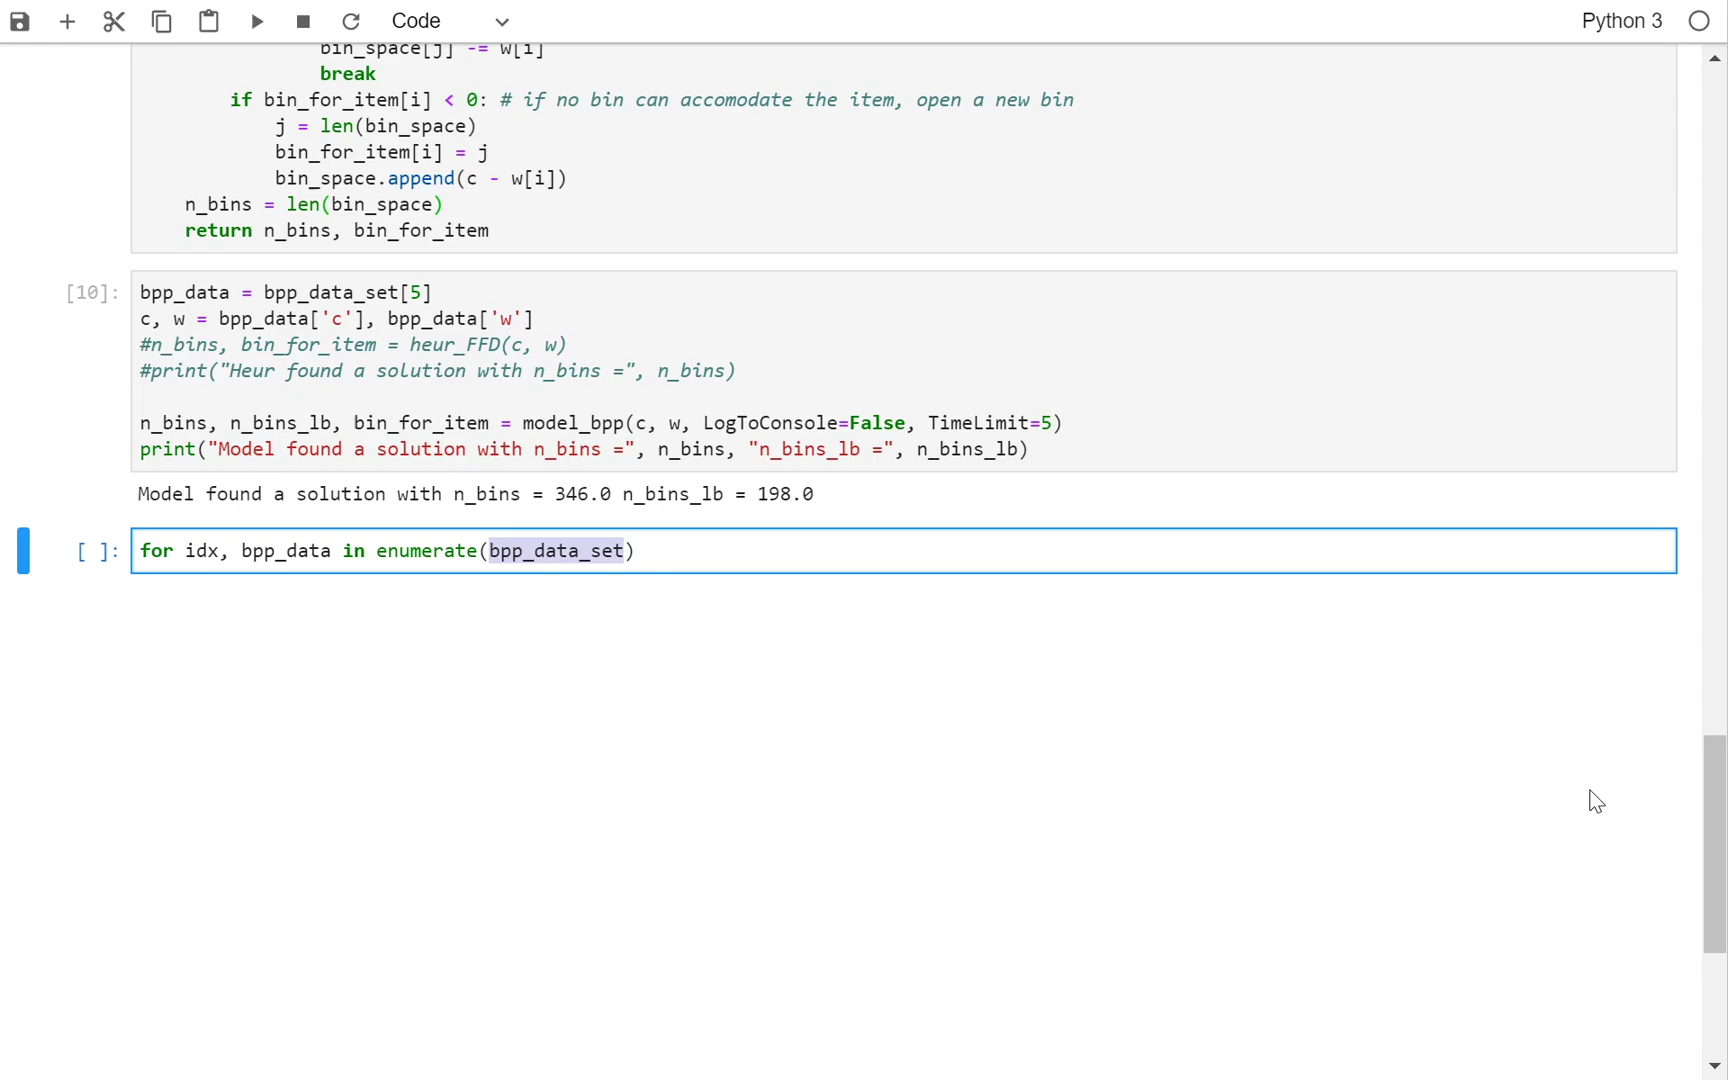 Code Python 3
bin_space[j] -= w[i]
break
if bin_for_item[i] < 0: # if no bin can accomodate the item, open a new bin
j = len(bin_space)
bin_for_item[i] = j
bin_space.append(c - w[i])
n_bins = len(bin_space)
return n_bins, bin_for_item
[10]: bpp_data = bpp_data_set[5]
c, w = bpp_data['c'], bpp_data['w']
#n_bins, bin_for_item = heur_FFD(c, w)
#print("Heur found a solution with n_bins =", n_bins)
n_bins, n_bins_lb, bin_for_item = model_bpp(c, w, LogToConsole=False, TimeLimit=5)
print("Model found a solution with n_bins =", n_bins, "n_bins_lb =", n_bins_lb)
Model found a solution with n_bins = 346.0 n_bins_lb = 198.0
[ ]: for idx, bpp_data in enumerate(bpp_data_set)